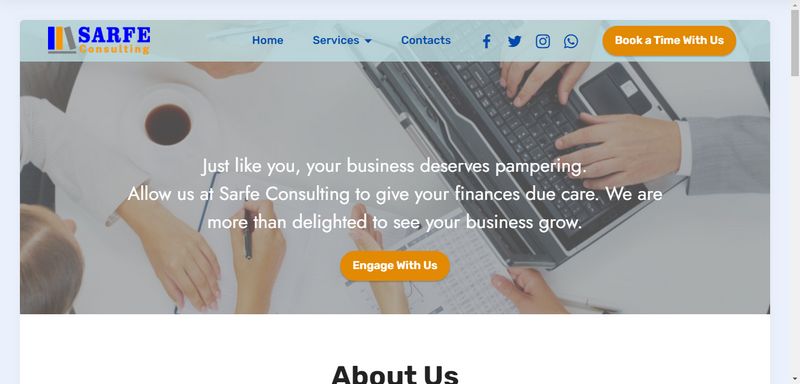 SARFE
Consulting
Home
Services
Contacts
Book a Time With Us
Just like you, your business deserves pampering.
Allow us at Sarfe Consulting to give your finances due care. We are
more than delighted to see your business grow.
Engage With Us
About Us